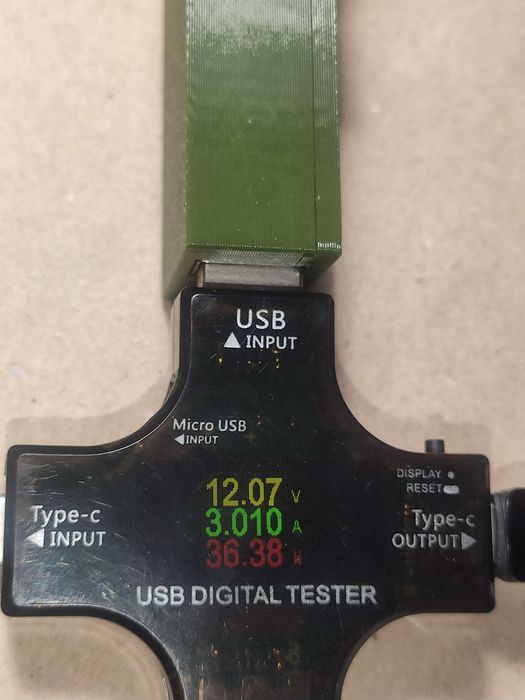 USB
▲ INPUT
Micro USB
◀INPUT
DISPLAY
RESET
12.07 V
3.010 A
36.38 W
Type-c
◀ INPUT
Type-c
OUTPUT▶
USB DIGITAL TESTER